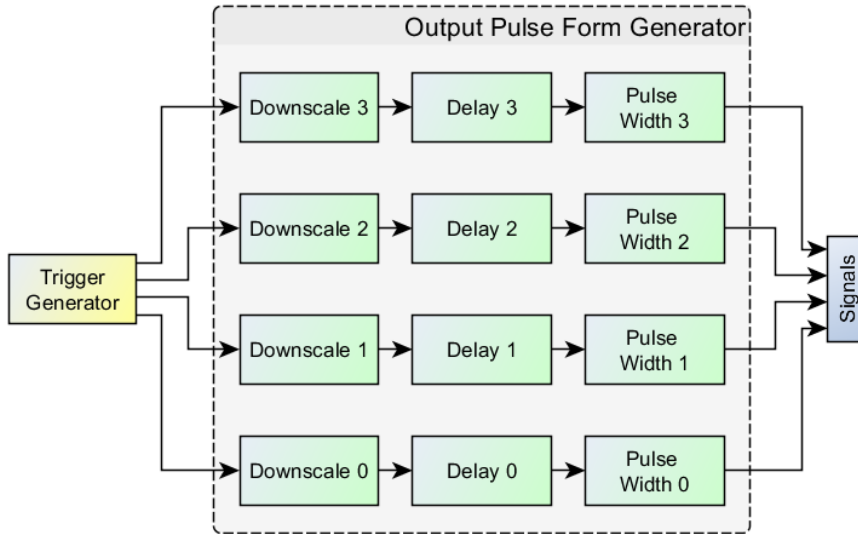 Output Pulse Form Generator
Downscale 3
Delay 3
Pulse
Width 3
Downscale 2
Delay 2
Pulse
Width 2
Trigger
Generator
Signals
Downscale 1
Delay 1
Pulse
Width 1
Downscale 0
Delay 0
Pulse
Width 0